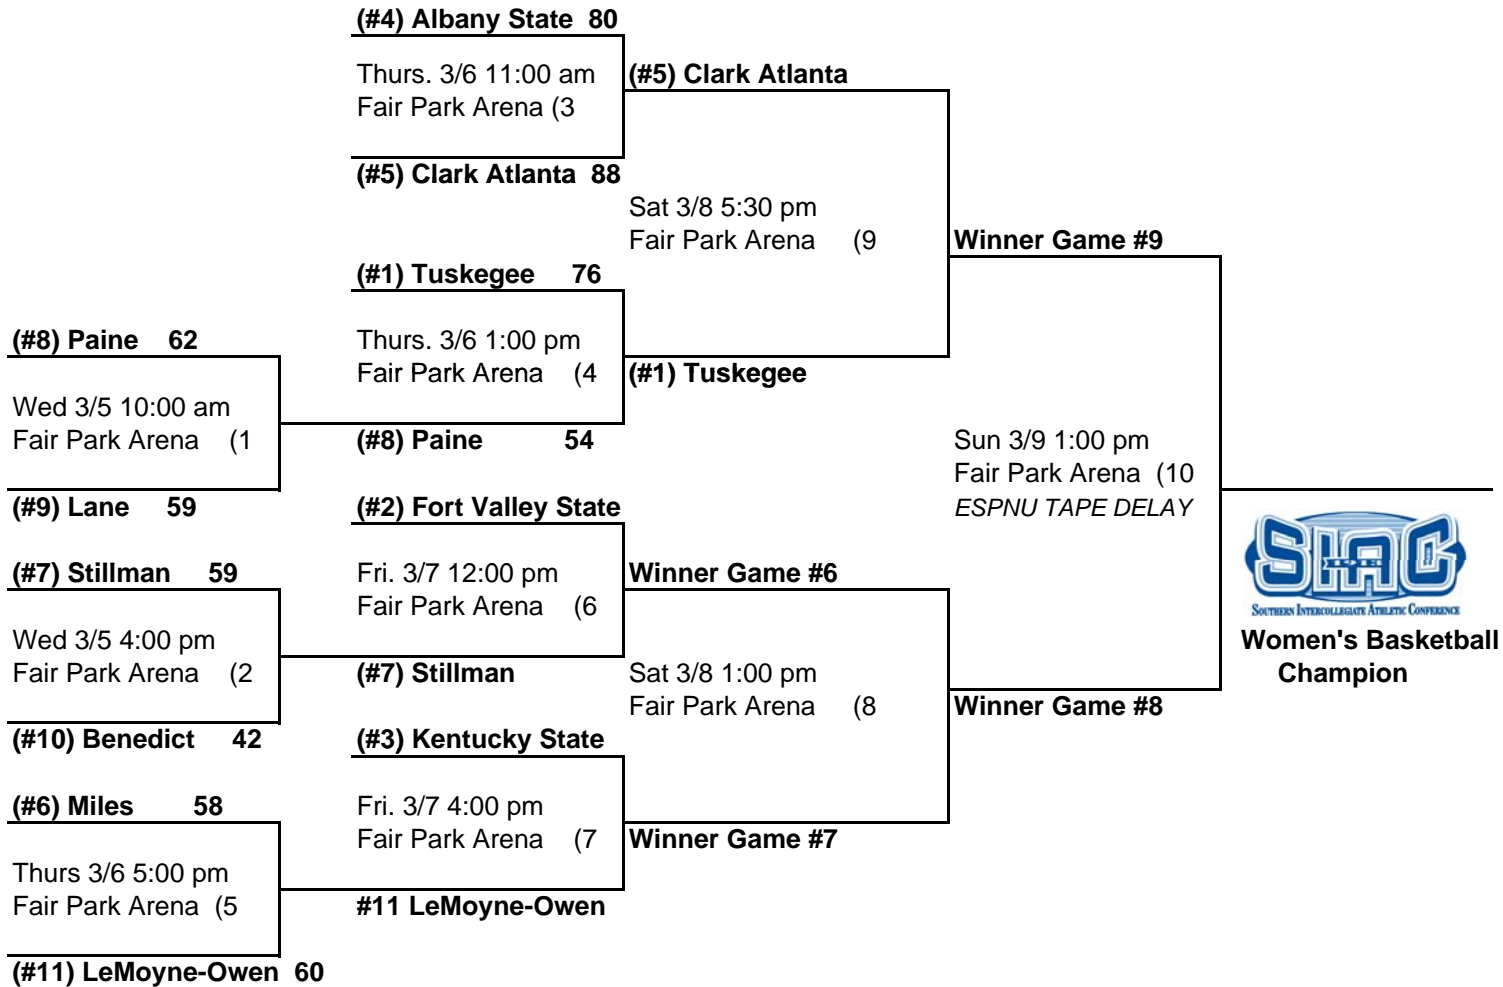 (#4) Albany State 80
Thurs. 3/6 11:00 am
Fair Park Arena (3
(#5) Clark Atlanta 88
(#5) Clark Atlanta
Sat 3/8 5:30 pm
Fair Park Arena (9
Winner Game #9
(#1) Tuskegee 76
Thurs. 3/6 1:00 pm
Fair Park Arena (4
(#8) Paine 54
(#1) Tuskegee
(#8) Paine 62
Wed 3/5 10:00 am
Fair Park Arena (1
(#9) Lane 59
Sun 3/9 1:00 pm
Fair Park Arena (10
ESPNU TAPE DELAY
(#2) Fort Valley State
Fri. 3/7 12:00 pm
Fair Park Arena (6
(#7) Stillman
Winner Game #6
(#7) Stillman 59
Wed 3/5 4:00 pm
Fair Park Arena (2
(#10) Benedict 42
Sat 3/8 1:00 pm
Fair Park Arena (8
Winner Game #8
SIAC
SOUTHERN INTERCOLLEGIATE ATHLETIC CONFERENCE
Women's Basketball
Champion
(#3) Kentucky State
Fri. 3/7 4:00 pm
Fair Park Arena (7
#11 LeMoyne-Owen
Winner Game #7
(#6) Miles 58
Thurs 3/6 5:00 pm
Fair Park Arena (5
(#11) LeMoyne-Owen 60